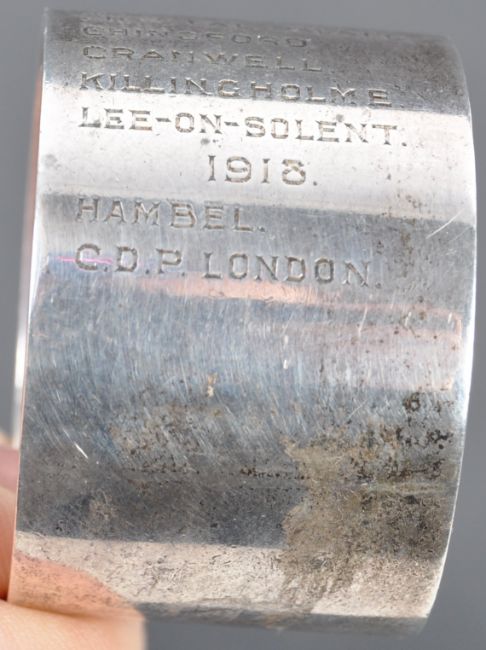 CHINGFORD
CRANWELL
KILLINGHOLME
LEE-ON-SOLENT.
1918.
HAMBEL.
C.D.P. LONDON.